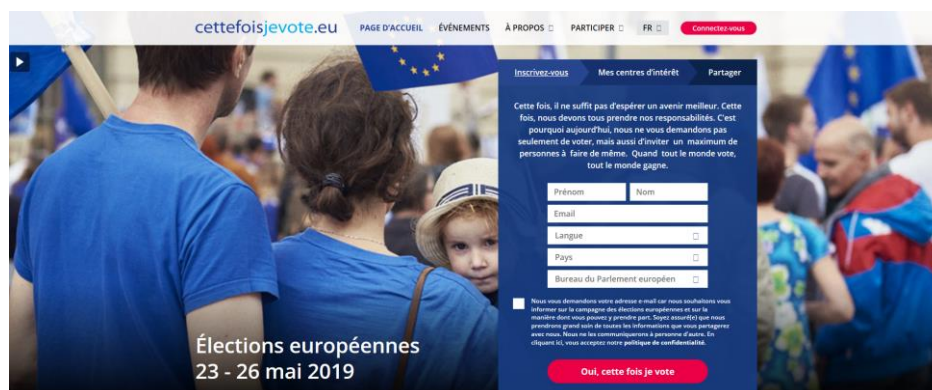 cettefoisjevote.eu PAGE D'ACCUEIL ÉVÉNEMENTS À PROPOS PARTICIPER FR Connectez-vous
Inscrivez-vous Mes centres d'intérêt Partager
Cette fois, il ne suffit pas d'espérer un avenir meilleur. Cette
fois, nous devons tous prendre nos responsabilités. C'est
pourquoi aujourd'hui, nous ne vous demandons pas
seulement de voter, mais aussi d'inviter un maximum de
personnes à faire de même. Quand tout le monde vote,
tout le monde gagne.
Prénom Nom
Email
Langue
Pays
Bureau du Parlement européen
Nous vous demandons votre adresse e-mail car nous souhaitons vous
informer sur la campagne des élections européennes et sur la
manière dont vous pouvez y prendre part. Soyez assuré(e) que nous
prendrons grand soin de toutes les informations que vous partagerez
avec nous. Nous ne les communiquerons à personne d'autre. En
cliquant ici, vous acceptez notre politique de confidentialité.
Oui, cette fois je vote
Élections européennes
23 - 26 mai 2019